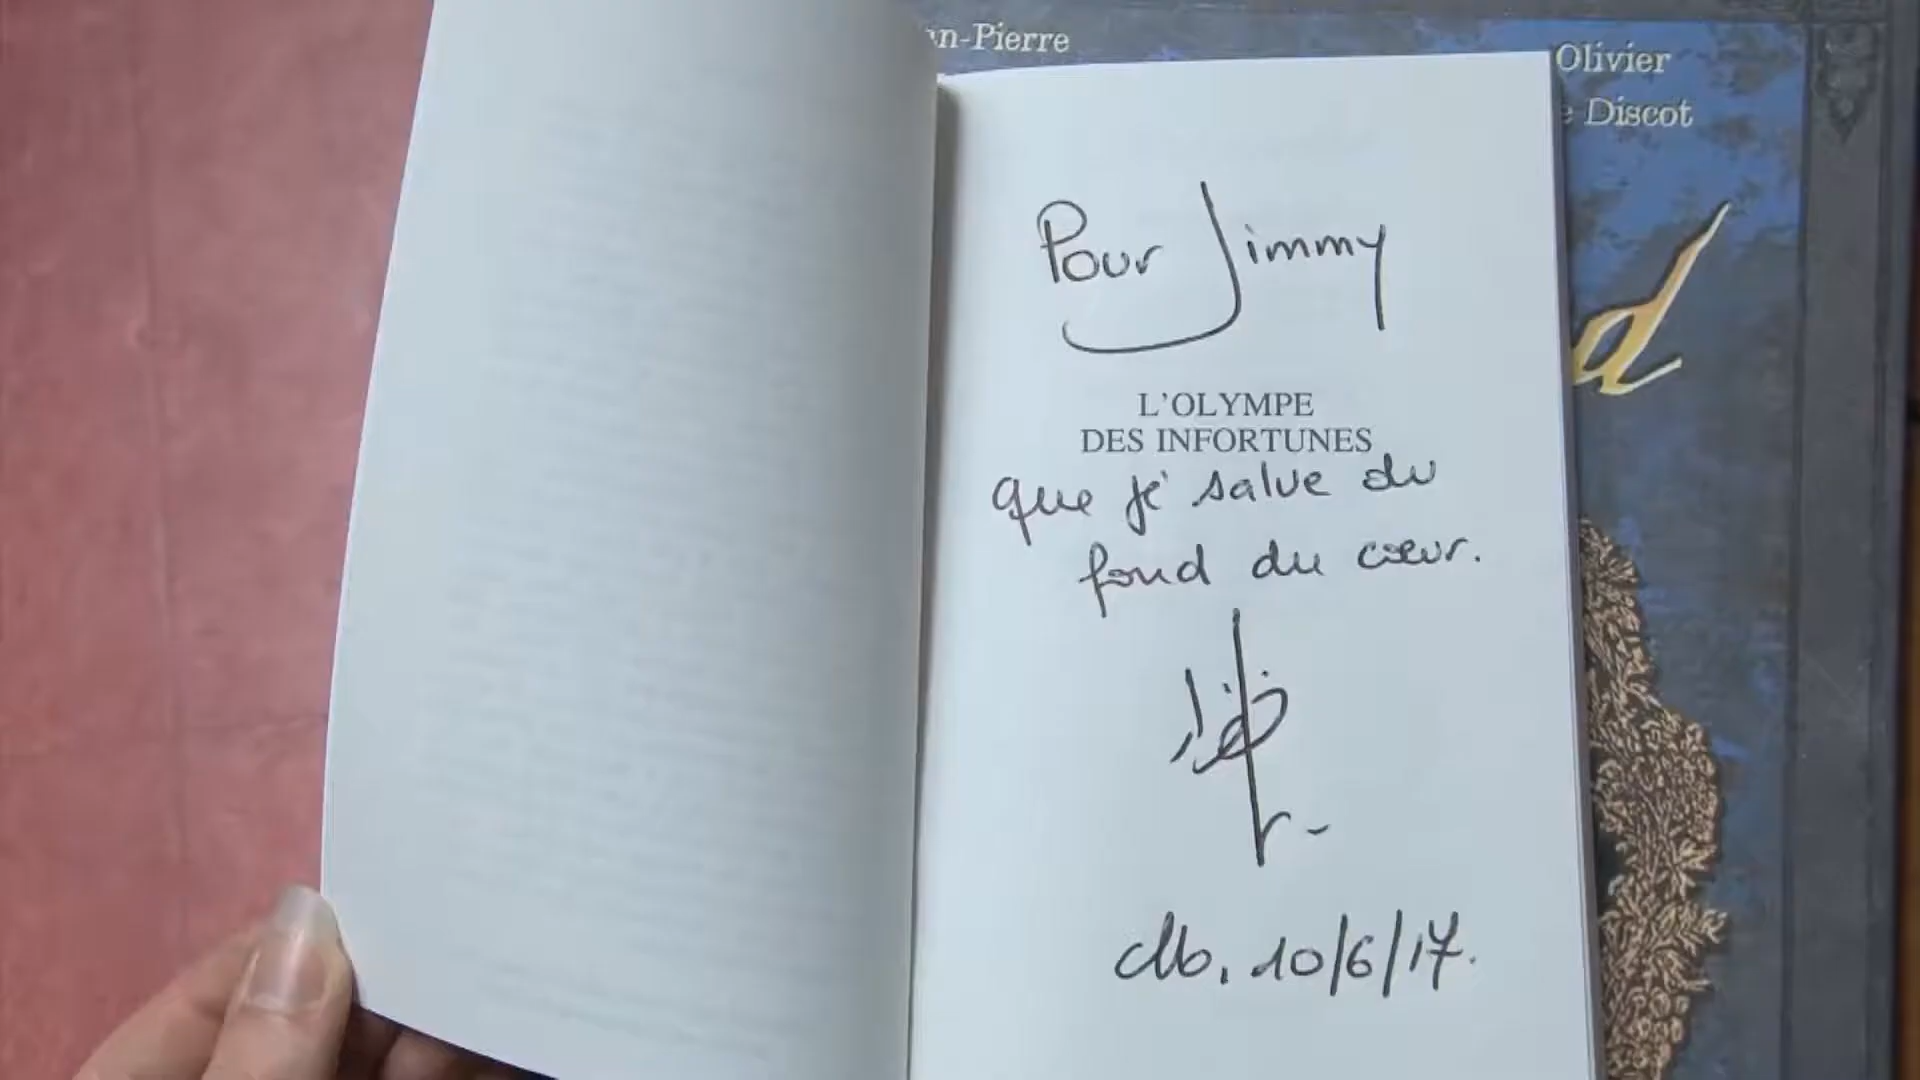 an-Pierre
Olivier
e Discot
d
Pour Jimmy
L'OLYMPE
DES INFORTUNES
que je salue du
fond du cœur.
10/6/17.